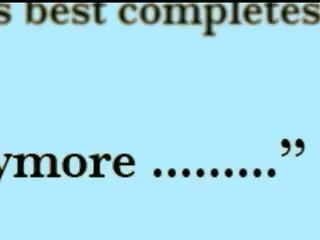 s best completes
ymore .........”